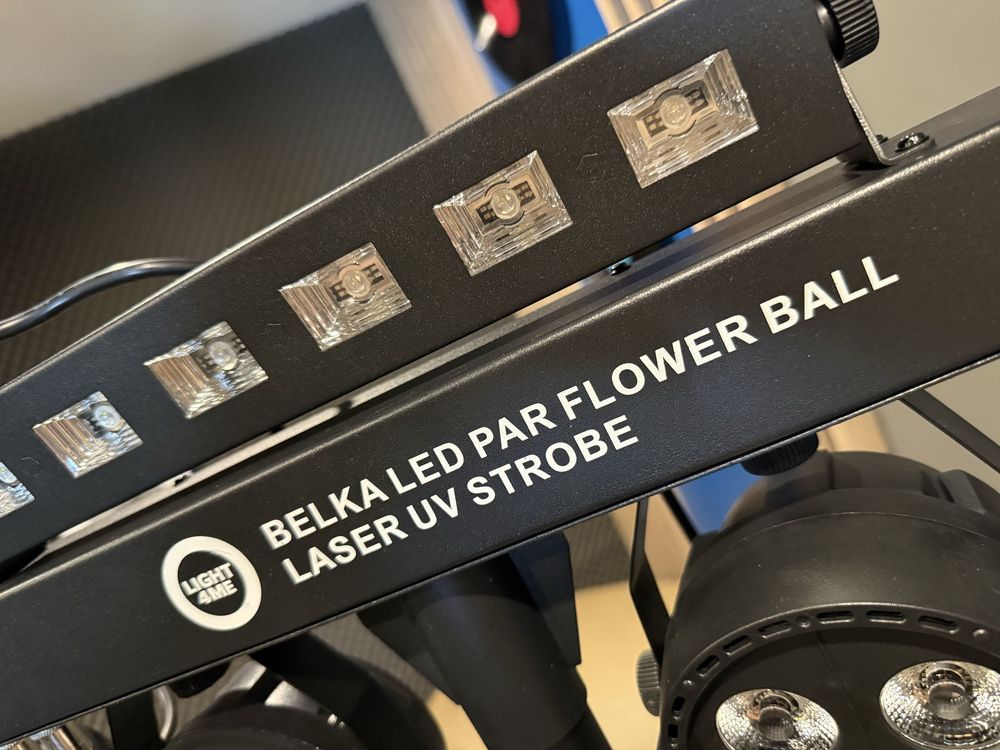 LIGHT
4ME
BELKA LED PAR FLOWER BALL
LASER UV STROBE